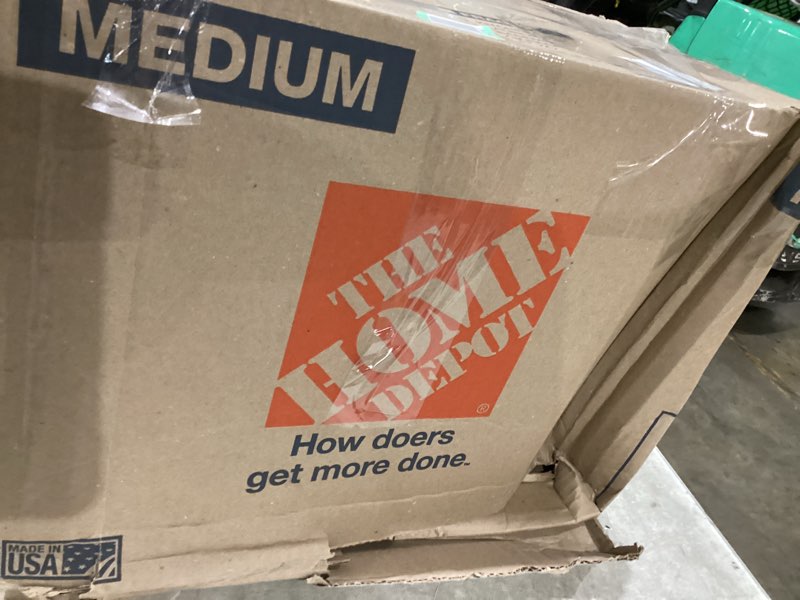 MEDIUM
THE
HOME
DEPOT
®
How doers
get more done.
MADE IN
USA